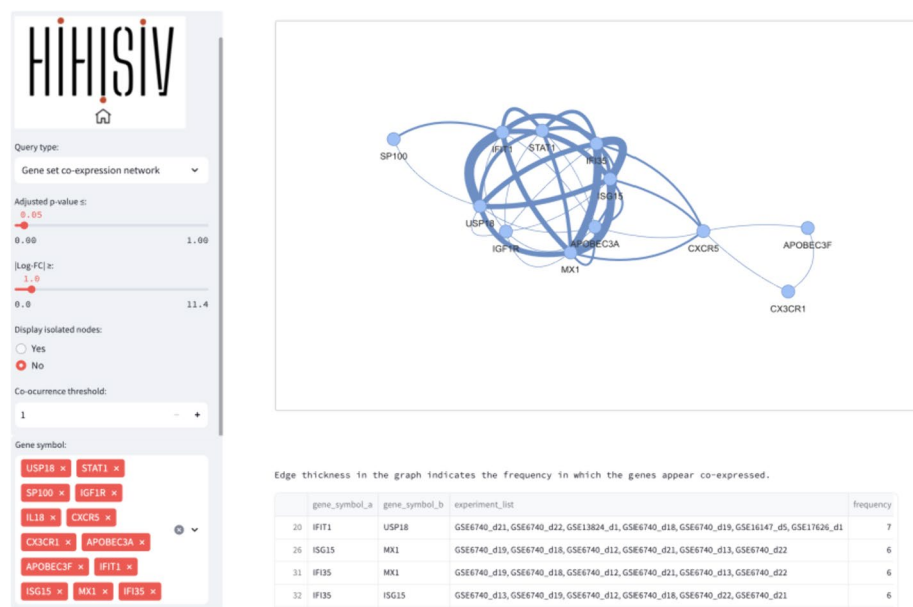 HIHISIV
Query type:
Gene set co-expression network
Adjusted p-value ≤:
0.05
0.00 1.00
|Log-FC| ≥:
1.0
0.0 11.4
Display isolated nodes:
Yes
No
Co-ocurrence threshold:
1 - +
Gene symbol:
USP18 × STAT1 ×
SP100 × IGF1R ×
IL18 × CXCR5 ×
CX3CR1 × APOBEC3A ×
APOBEC3F × IFIT1 ×
ISG15 × MX1 × IFI35 ×
SP100
IFIT1
STAT1
IFI35
ISG15
USP18
IGF1R
APOBEC3A
MX1
CXCR5
APOBEC3F
CX3CR1
Edge thickness in the graph indicates the frequency in which the genes appear co-expressed.
gene_symbol_a gene_symbol_b experiment_list frequency
20 IFIT1 USP18 GSE6740_d21, GSE6740_d22, GSE13824_d1, GSE6740_d18, GSE6740_d19, GSE16147_d5, GSE17626_d1 7
26 ISG15 MX1 GSE6740_d19, GSE6740_d18, GSE6740_d12, GSE6740_d21, GSE6740_d13, GSE6740_d22 6
31 IFI35 MX1 GSE6740_d19, GSE6740_d18, GSE6740_d12, GSE6740_d21, GSE6740_d13, GSE6740_d22 6
32 IFI35 ISG15 GSE6740_d13, GSE6740_d19, GSE6740_d12, GSE6740_d18, GSE6740_d22, GSE6740_d21 6